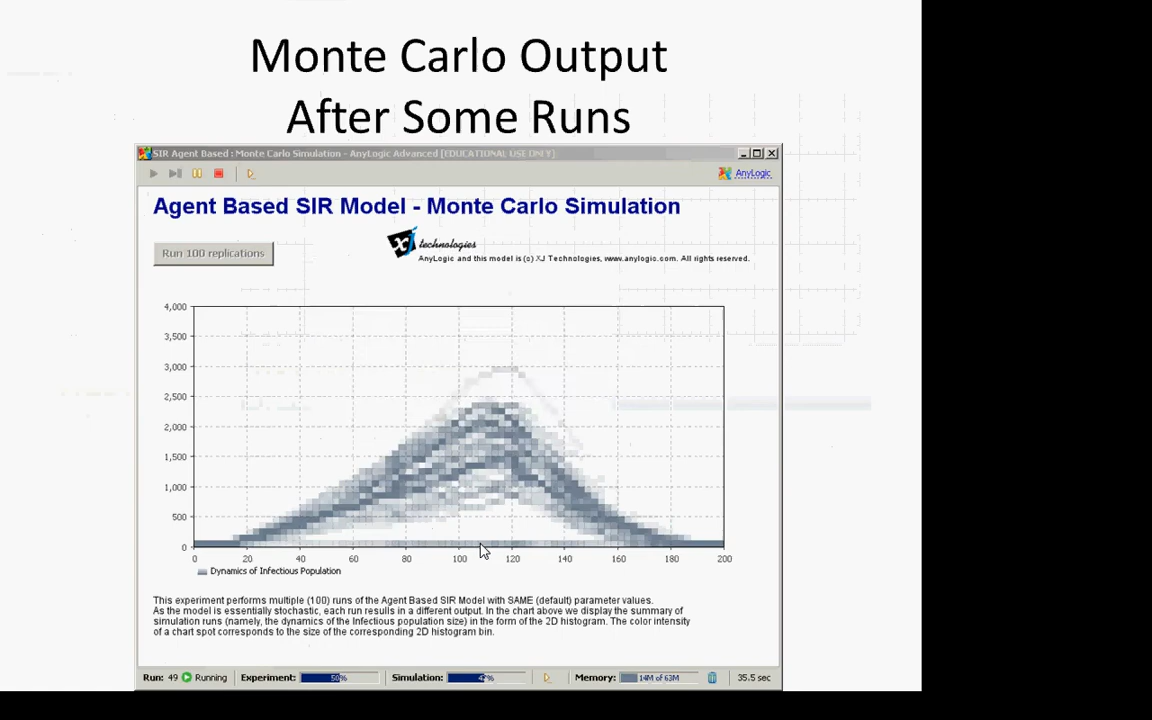 Monte Carlo Output
After Some Runs
SIR Agent Based : Monte Carlo Simulation - AnyLogic Advanced [EDUCATIONAL USE ONLY]
AnyLogic
Agent Based SIR Model - Monte Carlo Simulation
Run 100 replications
xj technologies
AnyLogic and this model is (c) XJ Technologies, www.anylogic.com. All rights reserved.
4,000
3,500
3,000
2,500
2,000
1,500
1,000
500
0
0 20 40 60 80 100 120 140 160 180 200
Dynamics of Infectious Population
This experiment performs multiple (100) runs of the Agent Based SIR Model with SAME (default) parameter values.
As the model is essentially stochastic, each run resulls in a different output. In the chart above we display the summary of
simulation runs (namely, the dynamics of the Infectious population size) in the form of the 2D histogram. The color intensity
of a chart spot corresponds to the size of the corresponding 2D histogram bin.
Run: 49 Running Experiment: Simulation: Memory: 14M of 63M 35.5 sec